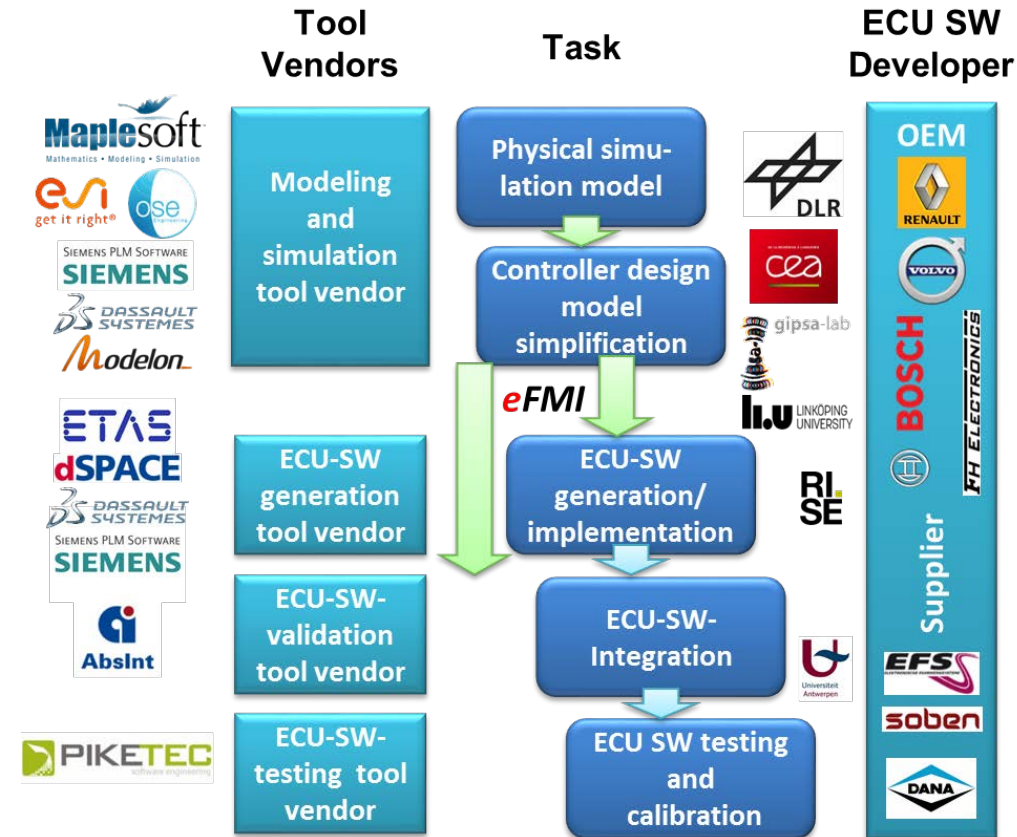 Tool
Vendors
Task
ECU SW
Developer
Maplesoft
Mathematics • Modeling • Simulation
esi
get it right®
ose
engineering
SIEMENS PLM SOFTWARE
SIEMENS
DASSAULT
SYSTEMES
Modelon
ETAS
dSPACE
DASSAULT
SYSTEMES
SIEMENS PLM SOFTWARE
SIEMENS
AbsInt
PIKETEC
software engineering
Modeling
and
simulation
tool vendor
ECU-SW
generation
tool vendor
ECU-SW-
validation
tool vendor
ECU-SW-
testing tool
vendor
Physical simu-
lation model
Controller design
model
simplification
eFMI
ECU-SW
generation/
implementation
ECU-SW-
Integration
ECU SW testing
and
calibration
DLR
cea
gipsa-lab
LINKÖPING
UNIVERSITY
RI.
SE
Universiteit
Antwerpen
OEM
RENAULT
VOLVO
BOSCH
FH ELECTRONICS
Supplier
EFS
soben
DANA